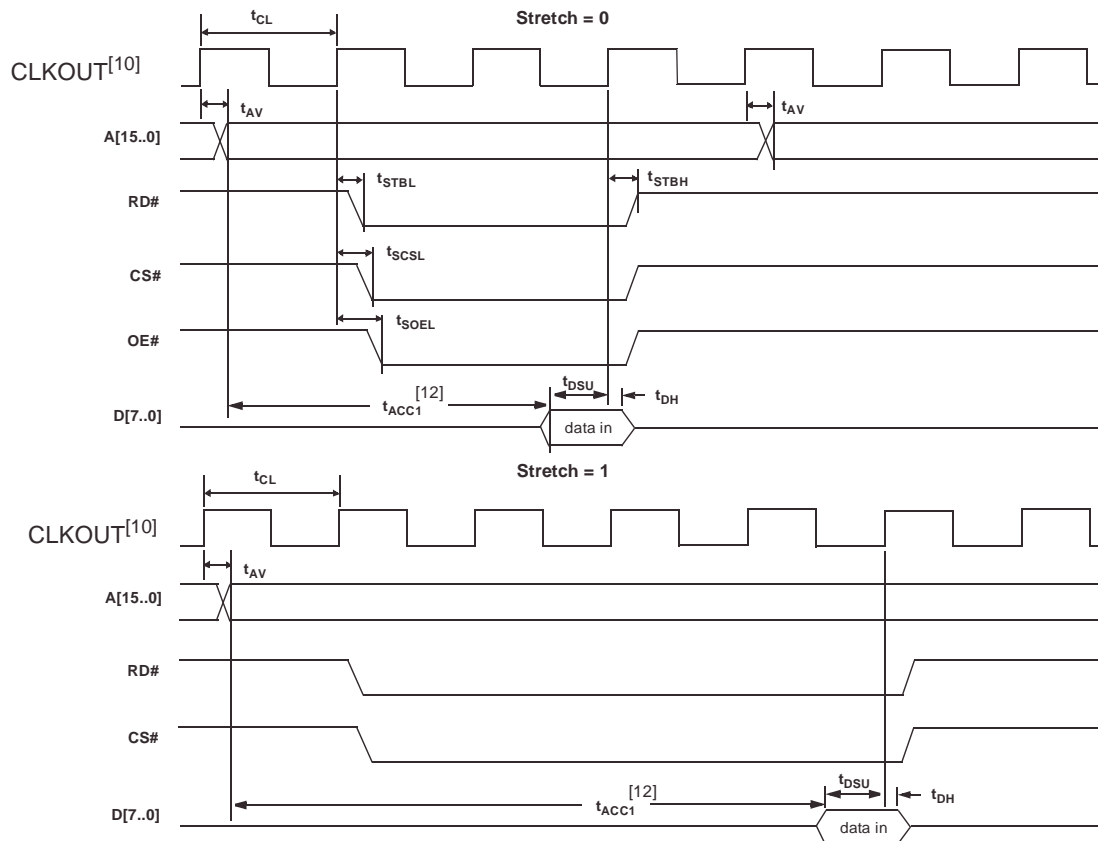 Stretch = 0
tCL
CLKOUT[10]
tAV
tAV
A[15..0]
tSTBL
tSTBH
RD#
tSCSL
CS#
tSOEL
OE#
tDSU
[12]
tACC1
tDH
D[7..0]
data in
Stretch = 1
tCL
CLKOUT[10]
tAV
A[15..0]
RD#
CS#
tDSU
[12]
tACC1
tDH
D[7..0]
data in